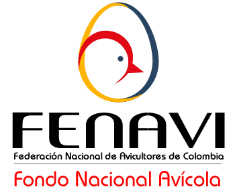 FENAVI
Federación Nacional de Avicultores de Colombia
Fondo Nacional Avícola